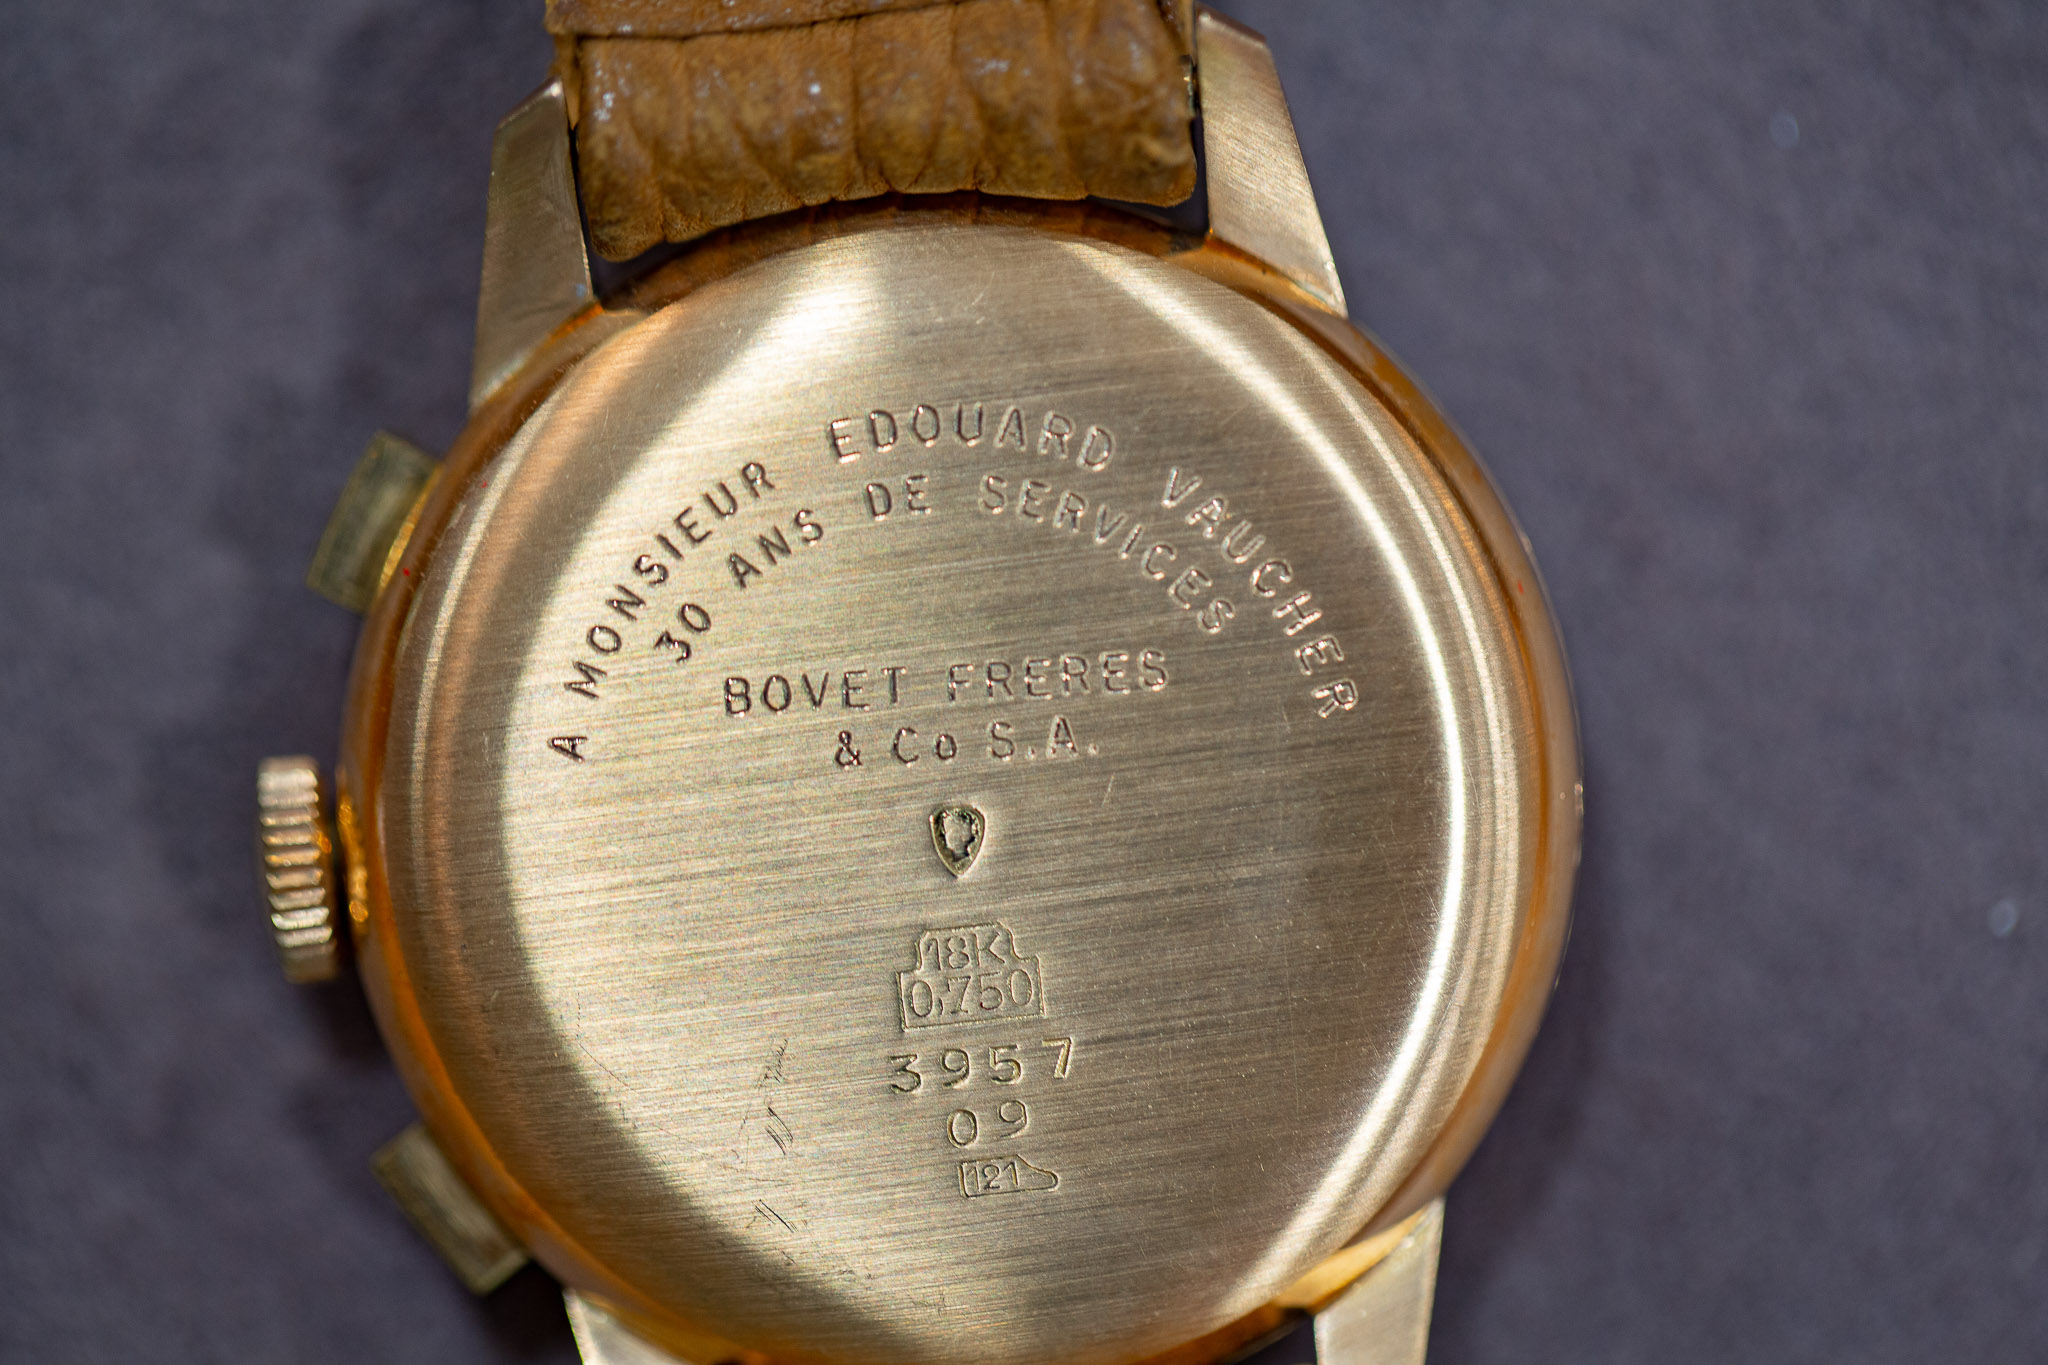 A MONSIEUR EDOUARD VAUCHER
30 ANS DE SERVICES
BOVET FRERES
& Co S.A.
18K
0,750
3957
09
121